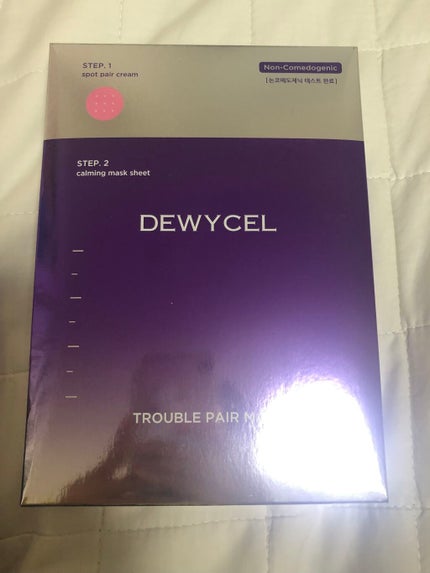 STEP. 1
spot pair cream
Non-Comedogenic
[논코메도제닉 테스트 완료]
STEP. 2
calming mask sheet
DEWYCEL
TROUBLE PAIR